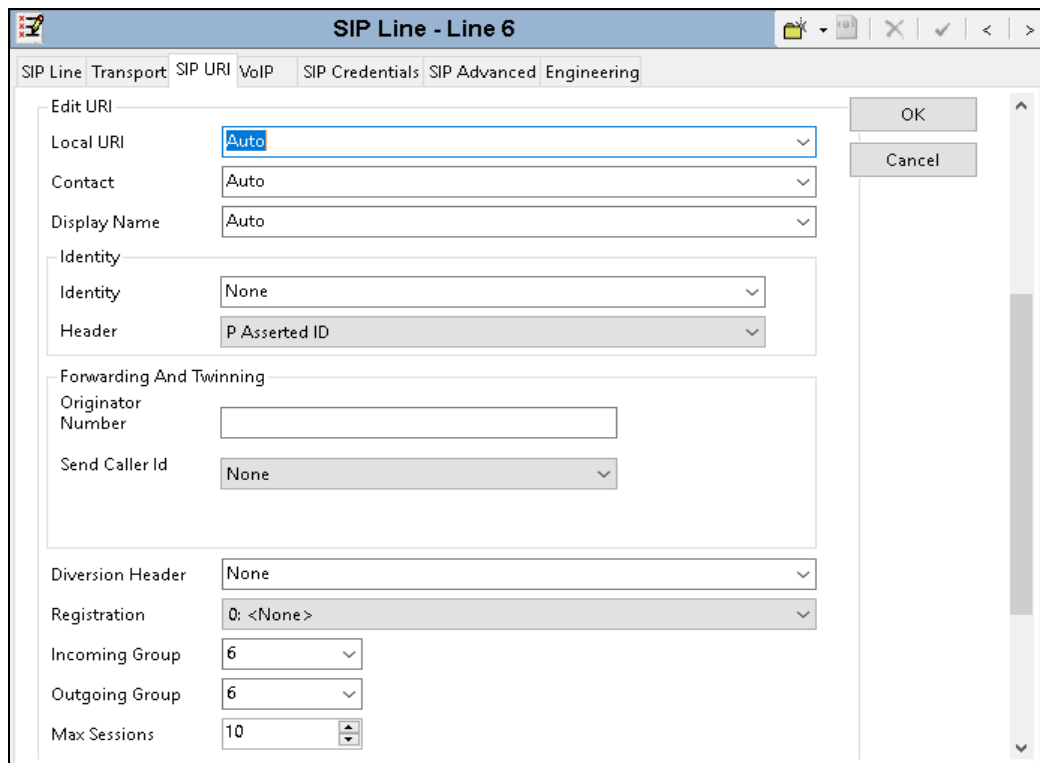 SIP Line - Line 6
SIP Line Transport SIP URI VoIP SIP Credentials SIP Advanced Engineering
Edit URI
OK
Local URI Auto
Cancel
Contact Auto
Display Name Auto
Identity
Identity None
Header P Asserted ID
Forwarding And Twinning
Originator
Number
Send Caller Id None
Diversion Header None
Registration 0: <None>
Incoming Group 6
Outgoing Group 6
Max Sessions 10